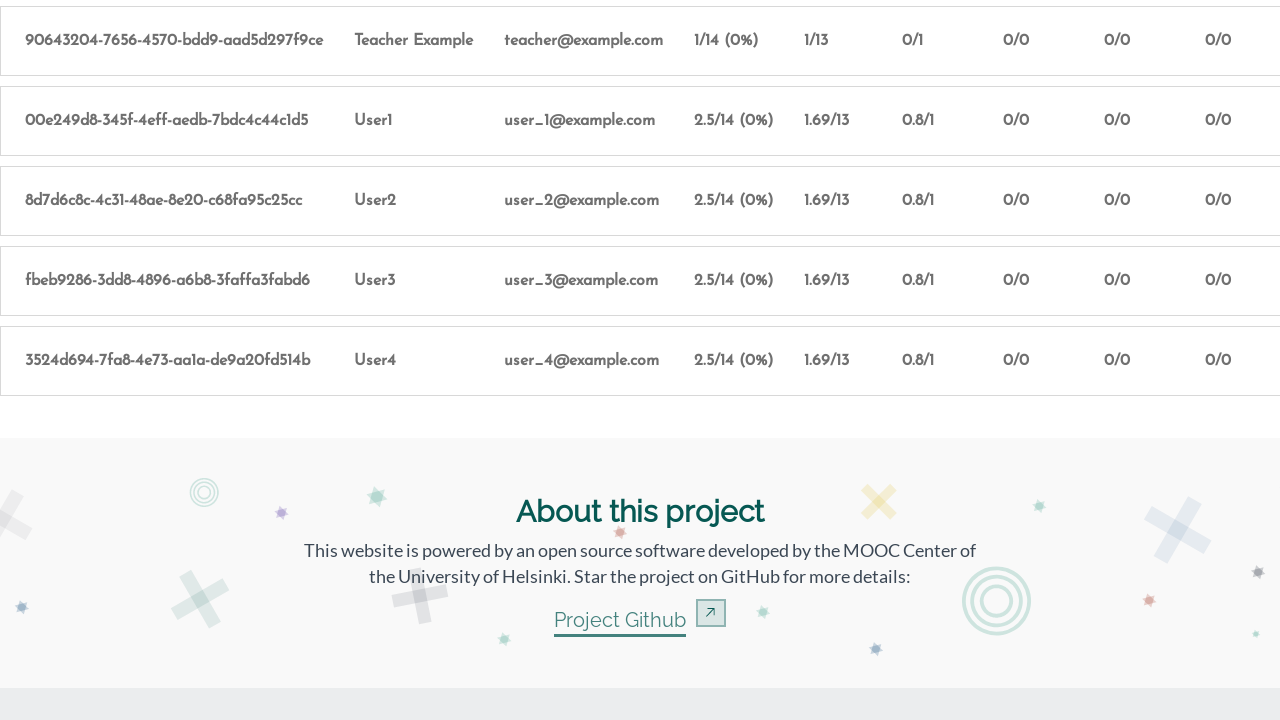 90643204-7656-4570-bdd9-aad5d297f9ce Teacher Example teacher@example.com 1/14 (0%) 1/13 0/1 0/0 0/0 0/0
00e249d8-345f-4eff-aedb-7bdc4c44c1d5 User1 user_1@example.com 2.5/14 (0%) 1.69/13 0.8/1 0/0 0/0 0/0
8d7d6c8c-4c31-48ae-8e20-c68fa95c25cc User2 user_2@example.com 2.5/14 (0%) 1.69/13 0.8/1 0/0 0/0 0/0
fbeb9286-3dd8-4896-a6b8-3faffa3fabd6 User3 user_3@example.com 2.5/14 (0%) 1.69/13 0.8/1 0/0 0/0 0/0
3524d694-7fa8-4e73-aa1a-de9a20fd514b User4 user_4@example.com 2.5/14 (0%) 1.69/13 0.8/1 0/0 0/0 0/0
About this project
This website is powered by an open source software developed by the MOOC Center of
the University of Helsinki. Star the project on GitHub for more details:
Project Github